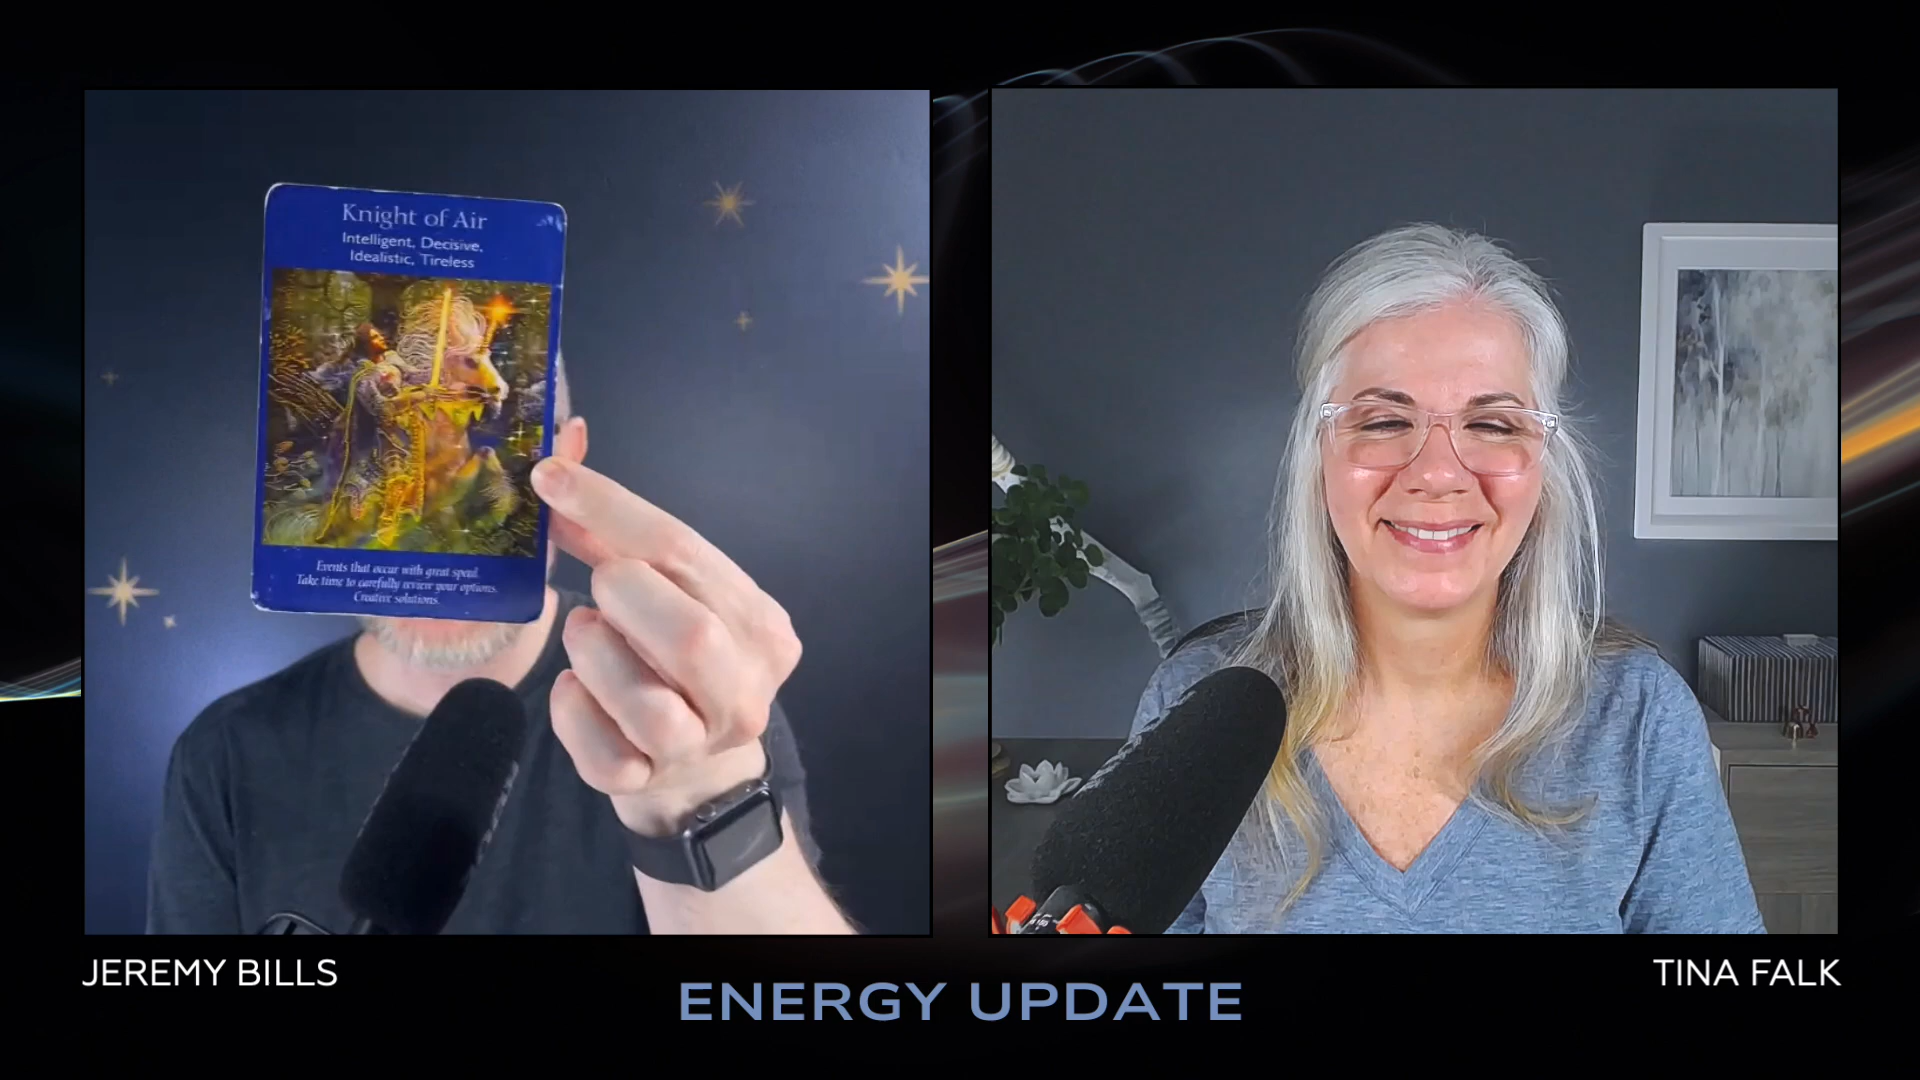 Knight of Air
Intelligent, Decisive,
Idealistic, Tireless
Events that occur with great speed.
Take time to carefully review your options.
Creative solutions.
JEREMY BILLS
TINA FALK
ENERGY UPDATE